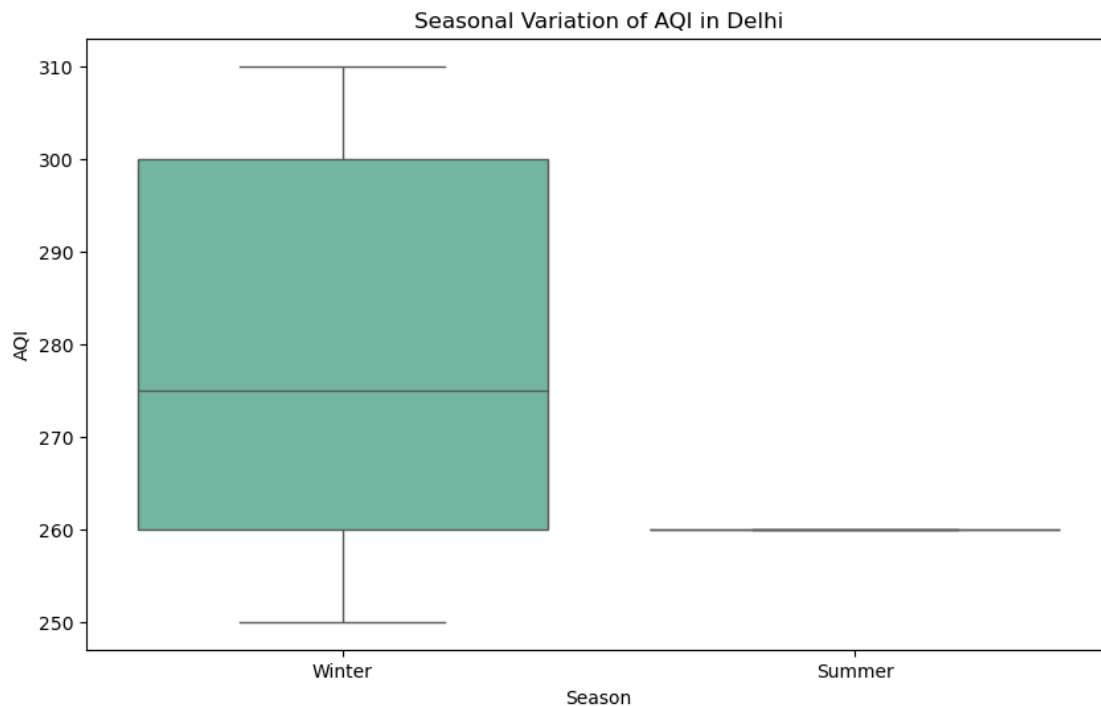 Seasonal Variation of AQI in Delhi
310
300
290
280
270
260
250
AQI
Winter
Summer
Season